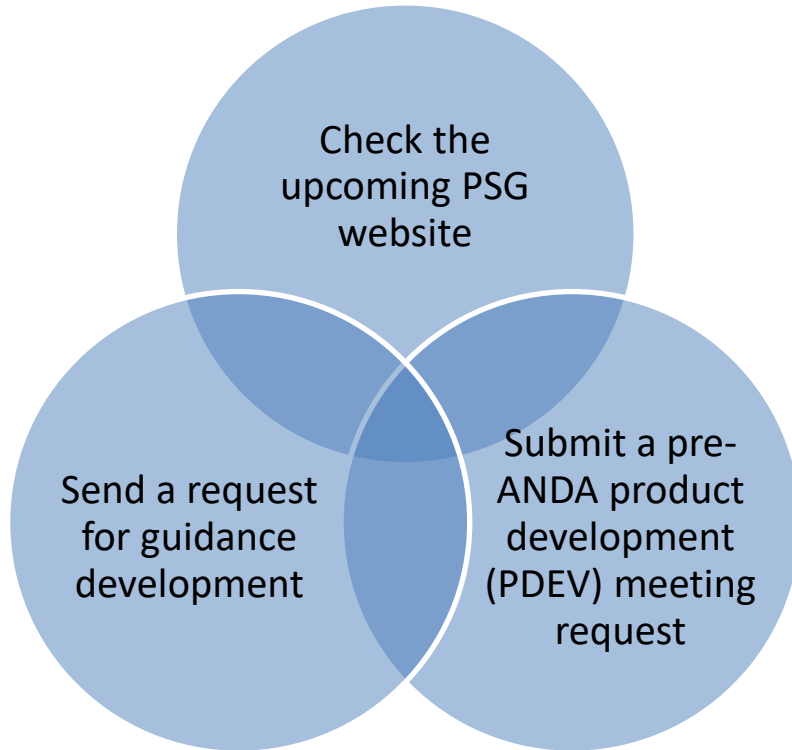 Check the
upcoming PSG
website
Send a request
for guidance
development
Submit a pre-
ANDA product
development
(PDEV) meeting
request